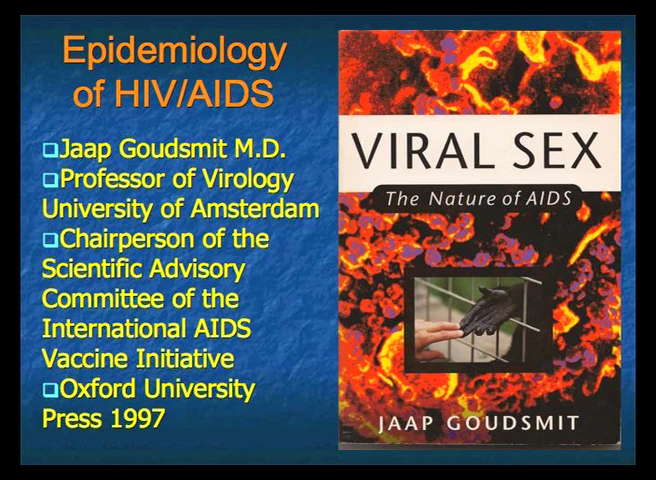 Epidemiology
of HIV/AIDS
❑Jaap Goudsmit M.D.
❑Professor of Virology
University of Amsterdam
❑Chairperson of the
Scientific Advisory
Committee of the
International AIDS
Vaccine Initiative
❑Oxford University
Press 1997
VIRAL SEX
The Nature of AIDS
JAAP GOUDSMIT